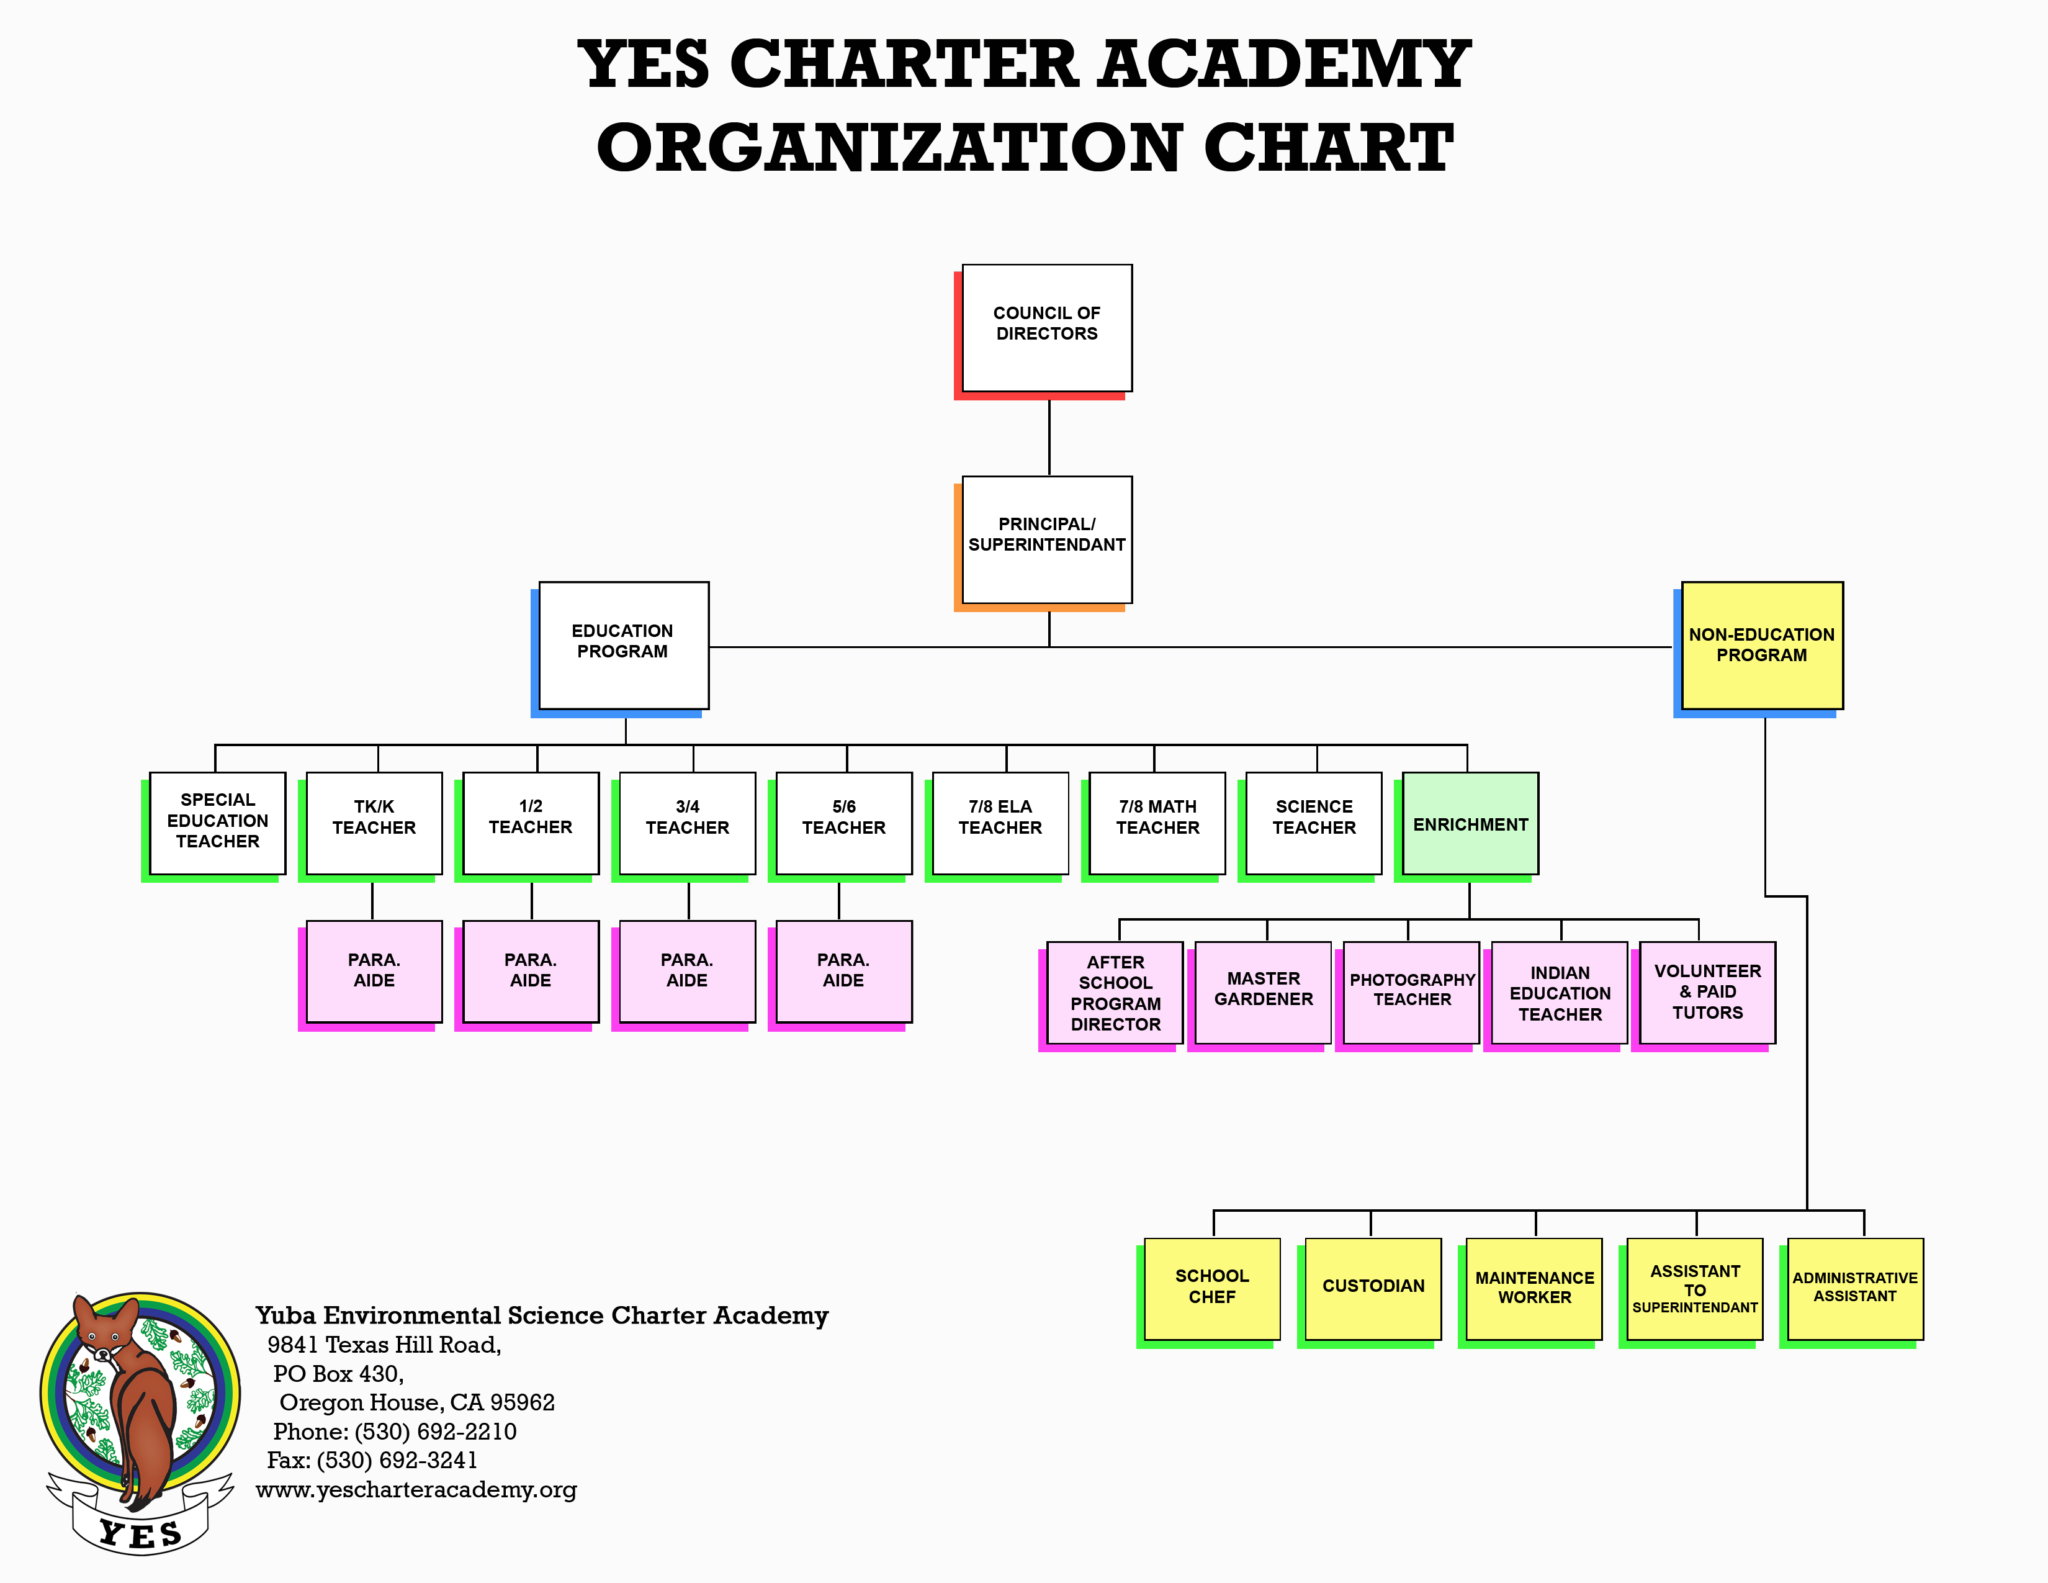 YES CHARTER ACADEMY
ORGANIZATION CHART
COUNCIL OF
DIRECTORS
PRINCIPAL/
SUPERINTENDANT
EDUCATION
PROGRAM
NON-EDUCATION
PROGRAM
SPECIAL
EDUCATION
TEACHER
TK/K
TEACHER
1/2
TEACHER
3/4
TEACHER
5/6
TEACHER
7/8 ELA
TEACHER
7/8 MATH
TEACHER
SCIENCE
TEACHER
ENRICHMENT
PARA.
AIDE
PARA.
AIDE
PARA.
AIDE
PARA.
AIDE
AFTER
SCHOOL
PROGRAM
DIRECTOR
MASTER
GARDENER
PHOTOGRAPHY
TEACHER
INDIAN
EDUCATION
TEACHER
VOLUNTEER
& PAID
TUTORS
SCHOOL
CHEF
CUSTODIAN
MAINTENANCE
WORKER
ASSISTANT
TO
SUPERINTENDANT
ADMINISTRATIVE
ASSISTANT
Yuba Environmental Science Charter Academy
9841 Texas Hill Road,
PO Box 430,
Oregon House, CA 95962
Phone: (530) 692-2210
Fax: (530) 692-3241
www.yescharteracademy.org
YES